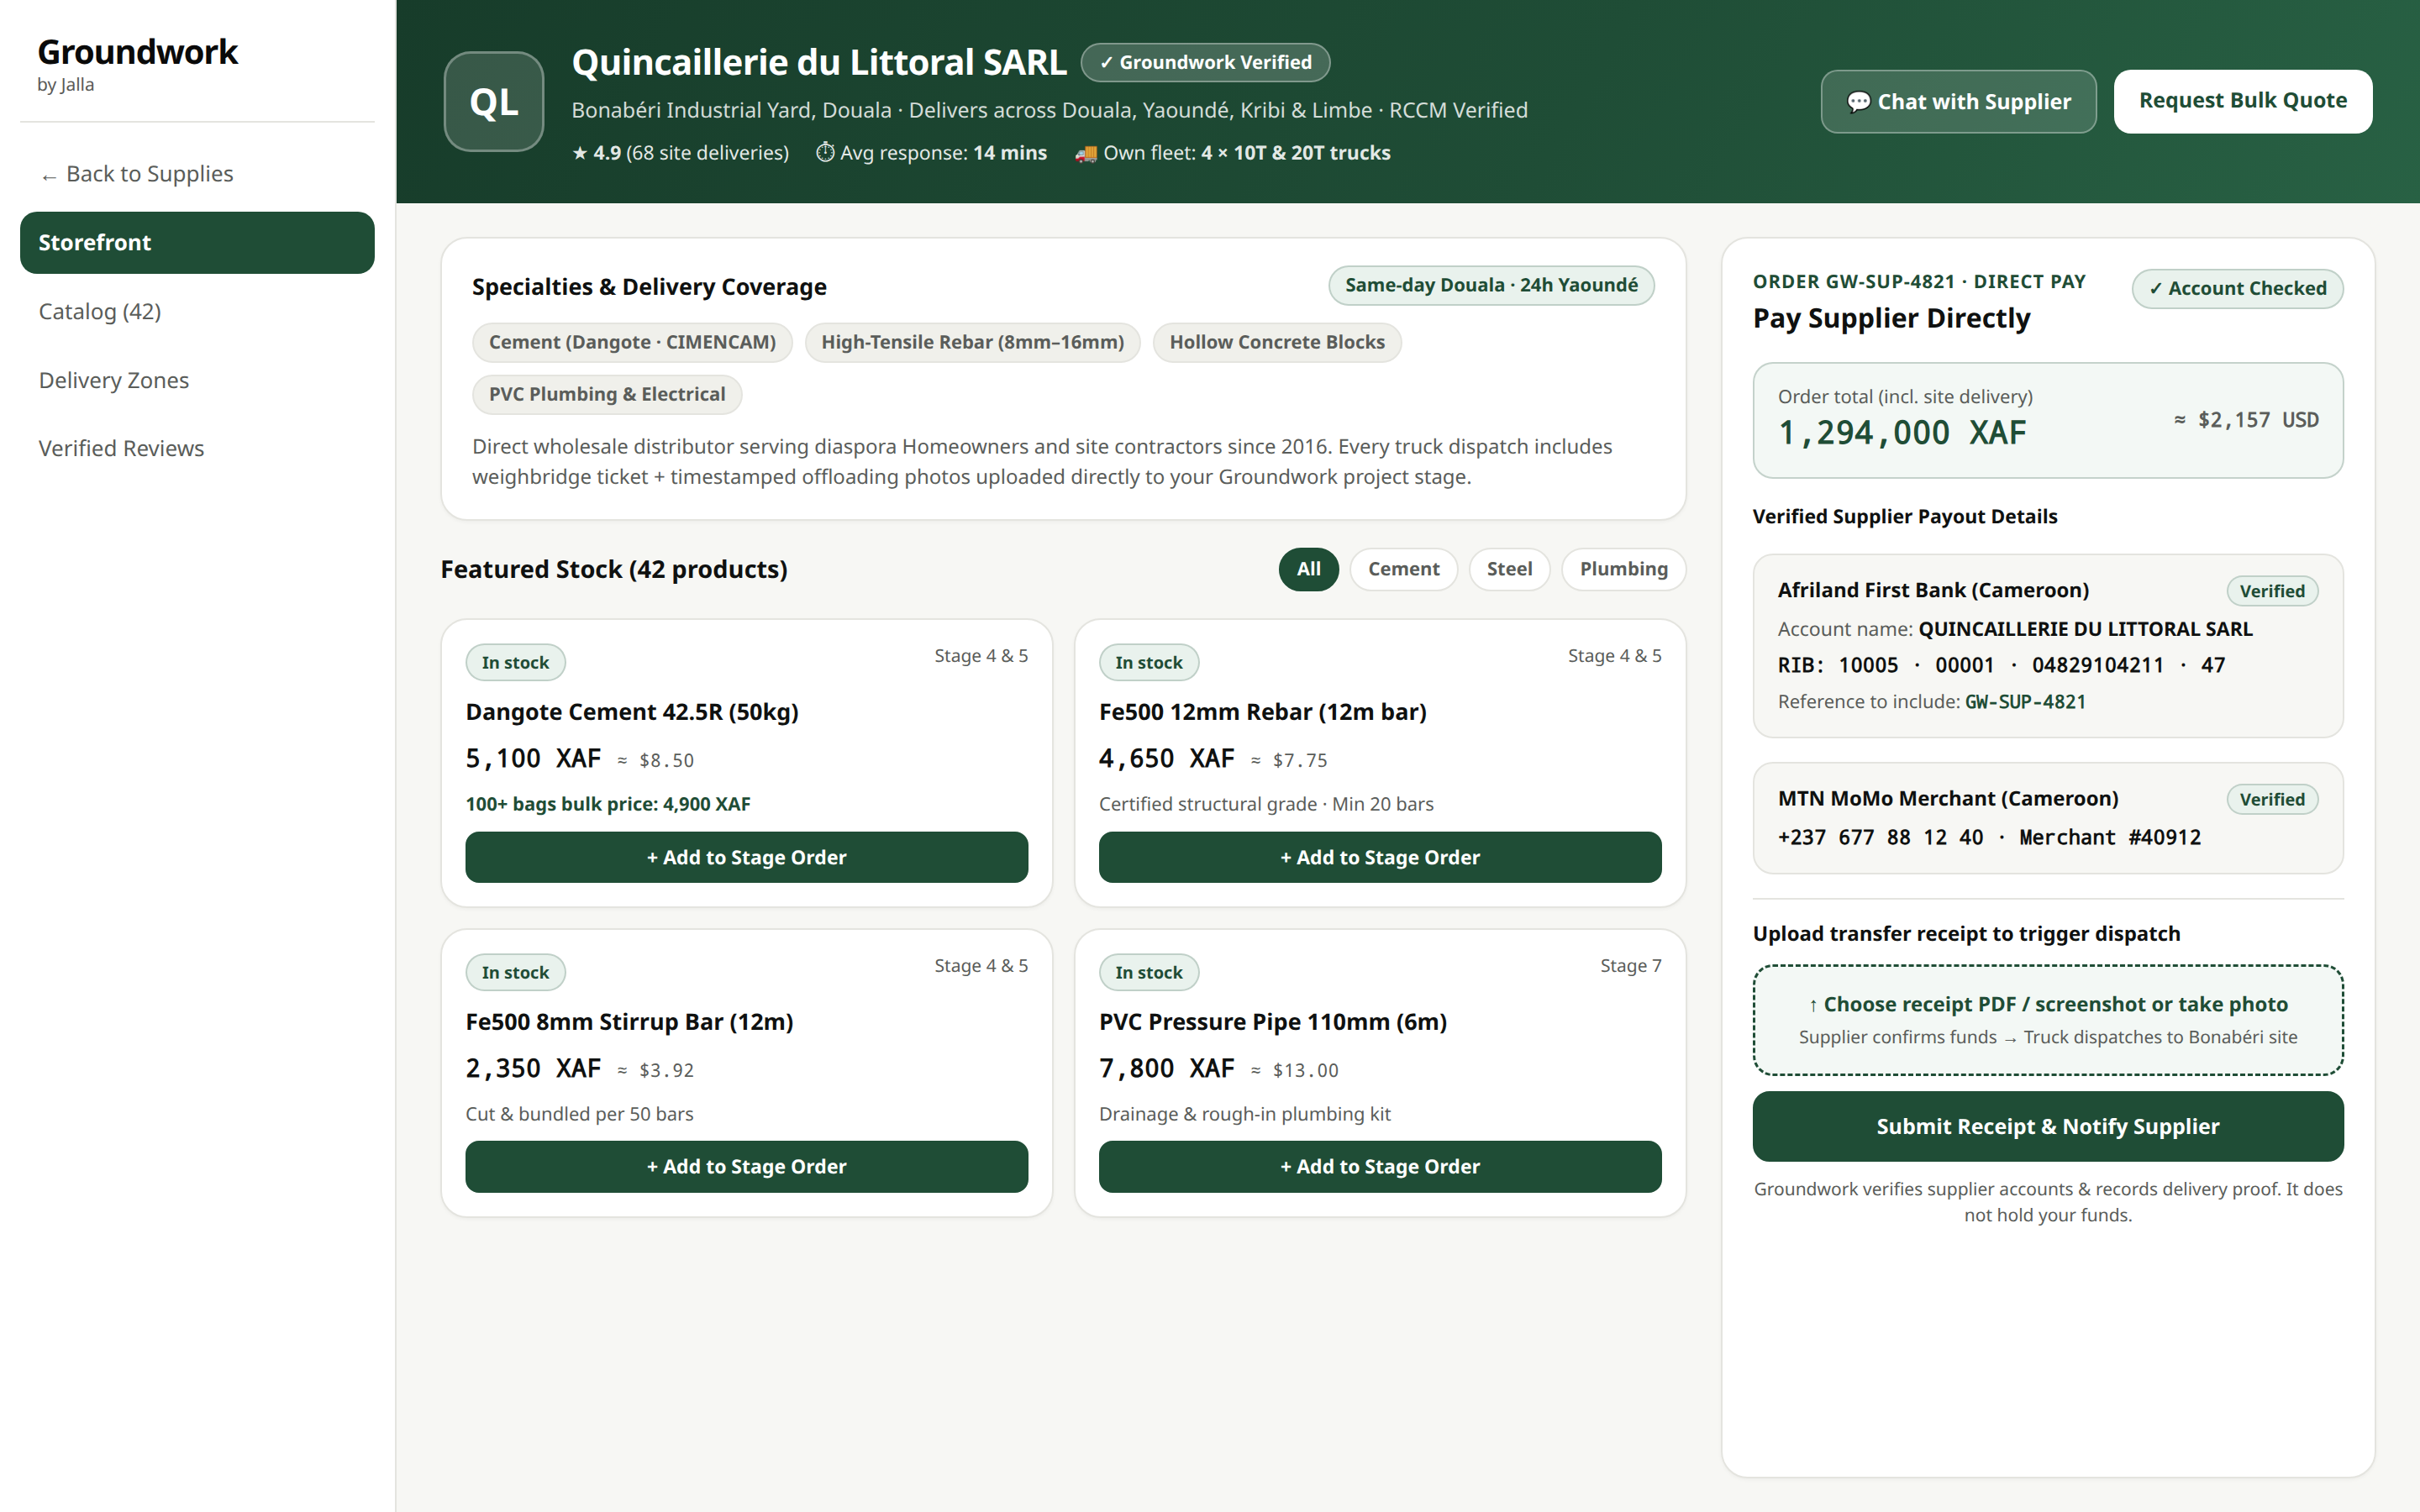 Groundwork
by Jalla
← Back to Supplies
Storefront
Catalog (42)
Delivery Zones
Verified Reviews
QL
Quincaillerie du Littoral SARL
✓ Groundwork Verified
Bonabéri Industrial Yard, Douala · Delivers across Douala, Yaoundé, Kribi & Limbe · RCCM Verified
★ 4.9 (68 site deliveries) ⏱ Avg response: 14 mins 🚚 Own fleet: 4 × 10T & 20T trucks
💬 Chat with Supplier
Request Bulk Quote
Specialties & Delivery Coverage
Same-day Douala · 24h Yaoundé
Cement (Dangote · CIMENCAM)
High-Tensile Rebar (8mm–16mm)
Hollow Concrete Blocks
PVC Plumbing & Electrical
Direct wholesale distributor serving diaspora Homeowners and site contractors since 2016. Every truck dispatch includes
weighbridge ticket + timestamped offloading photos uploaded directly to your Groundwork project stage.
Featured Stock (42 products)
All
Cement
Steel
Plumbing
In stock
Stage 4 & 5
Dangote Cement 42.5R (50kg)
5,100 XAF ≈ $8.50
100+ bags bulk price: 4,900 XAF
+ Add to Stage Order
In stock
Stage 4 & 5
Fe500 12mm Rebar (12m bar)
4,650 XAF ≈ $7.75
Certified structural grade · Min 20 bars
+ Add to Stage Order
In stock
Stage 4 & 5
Fe500 8mm Stirrup Bar (12m)
2,350 XAF ≈ $3.92
Cut & bundled per 50 bars
+ Add to Stage Order
In stock
Stage 7
PVC Pressure Pipe 110mm (6m)
7,800 XAF ≈ $13.00
Drainage & rough-in plumbing kit
+ Add to Stage Order
ORDER GW-SUP-4821 · DIRECT PAY
✓ Account Checked
Pay Supplier Directly
Order total (incl. site delivery)
1,294,000 XAF
≈ $2,157 USD
Verified Supplier Payout Details
Afriland First Bank (Cameroon)
Verified
Account name: QUINCAILLERIE DU LITTORAL SARL
RIB: 10005 · 00001 · 04829104211 · 47
Reference to include: GW-SUP-4821
MTN MoMo Merchant (Cameroon)
Verified
+237 677 88 12 40 · Merchant #40912
Upload transfer receipt to trigger dispatch
↑ Choose receipt PDF / screenshot or take photo
Supplier confirms funds → Truck dispatches to Bonabéri site
Submit Receipt & Notify Supplier
Groundwork verifies supplier accounts & records delivery proof. It does
not hold your funds.